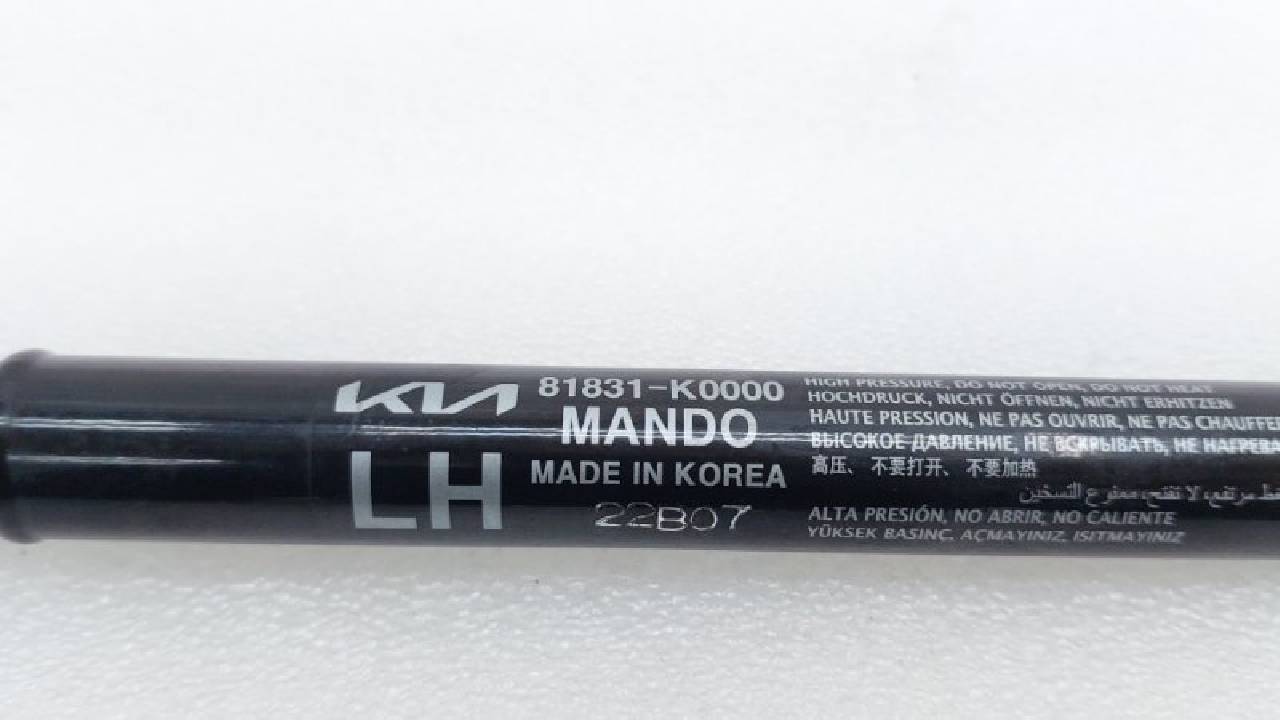 KIA 81831-K0000
MANDO
LH MADE IN KOREA
22B07
HIGH PRESSURE, DO NOT OPEN, DO NOT HEAT
HOCHDRUCK, NICHT ÖFFNEN, NICHT ERHITZEN
HAUTE PRESSION, NE PAS OUVRIR, NE PAS CHAUFFE
ВЫСОКОЕ ДАВЛЕНИЕ, НЕ ВСКРЫВАТЬ, НЕ НАГРЕВА
高压、不要打开、不要加热
مرتفع، لا تفتح، ممنوع التسخين
ALTA PRESIÓN, NO ABRIR, NO CALIENTE
YÜKSEK BASINÇ, AÇMAYINIZ, ISITMAYINIZ